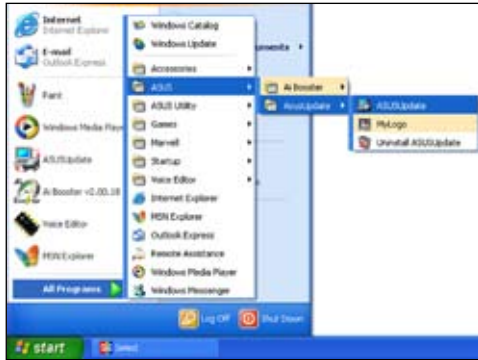 Internet
Internet Explorer
E-mail
Outlook Express
Paint
Windows Media Play
ASUSUpdate
Ai Booster v2.00.18
Voice Editor
MSN Explorer
All Programs
Windows Catalog
Windows Update
Accessories
ASUS
ASUS Utility
Games
Marvell
Startup
Voice Editor
Internet Explorer
MSN Explorer
Outlook Express
Remote Assistance
Windows Media Player
Windows Messenger
uments
Ai Booster
AsusUpdate
ASUSUpdate
MyLogo
Uninstall ASUSUpdate
Log Off
Shut Down
start